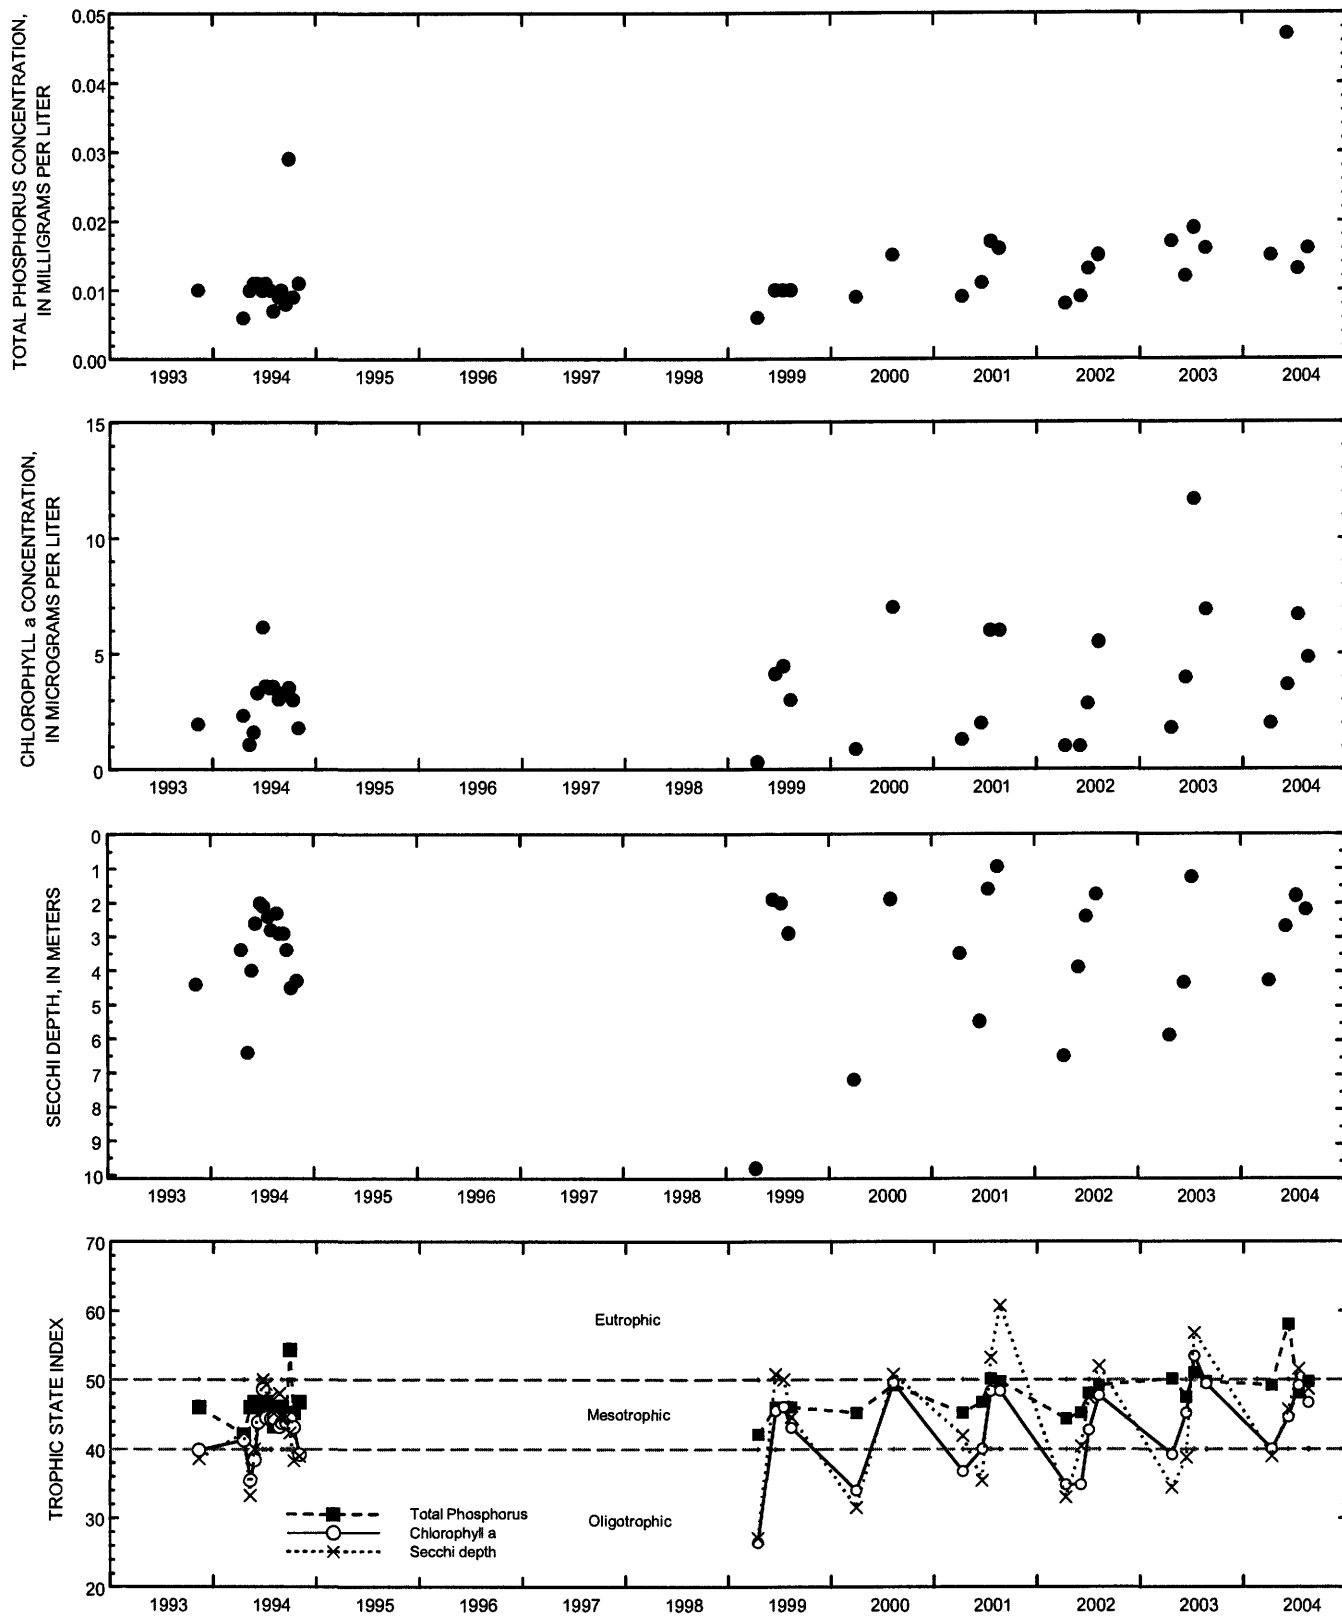 TOTAL PHOSPHORUS CONCENTRATION,
IN MILLIGRAMS PER LITER
0.05
0.04
0.03
0.02
0.01
0.00
1993 1994 1995 1996 1997 1998 1999 2000 2001 2002 2003 2004
CHLOROPHYLL a CONCENTRATION,
IN MICROGRAMS PER LITER
15
10
5
0
1993 1994 1995 1996 1997 1998 1999 2000 2001 2002 2003 2004
SECCHI DEPTH, IN METERS
0
1
2
3
4
5
6
7
8
9
10
1993 1994 1995 1996 1997 1998 1999 2000 2001 2002 2003 2004
TROPHIC STATE INDEX
70
60
50
40
30
20
Eutrophic
Mesotrophic
Oligotrophic
Total Phosphorus
Chlorophyll a
Secchi depth
1993 1994 1995 1996 1997 1998 1999 2000 2001 2002 2003 2004